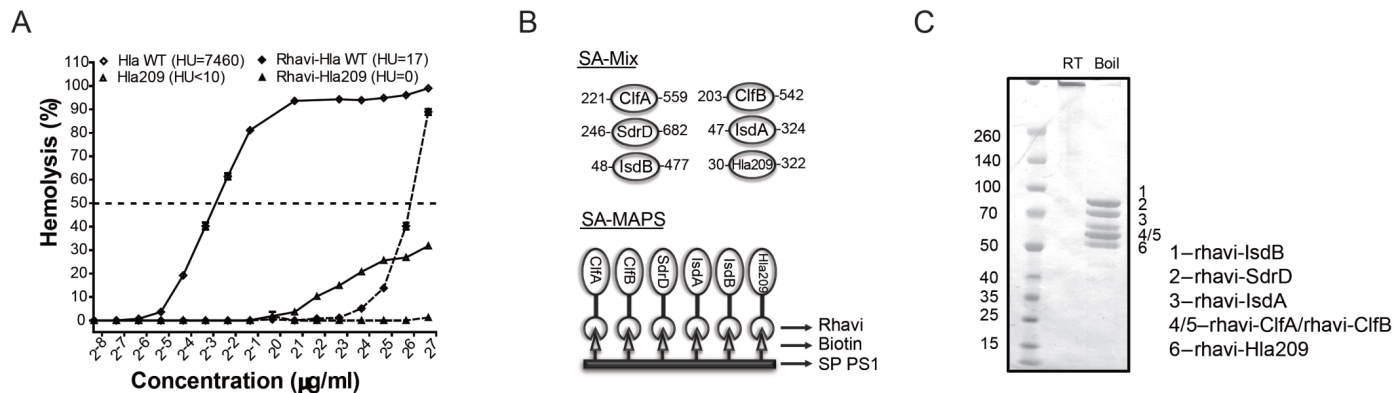 A
Hla WT (HU=7460)
Hla209 (HU<10)
Rhavi-Hla WT (HU=17)
Rhavi-Hla209 (HU=0)
Hemolysis (%)
110
100
90
80
70
60
50
40
30
20
10
0
2-8
2-7
2-6
2-5
2-4
2-3
2-2
2-1
20
21
22
23
24
25
26
27
Concentration (µg/ml)
B
SA-Mix
221-ClfA-559
203-ClfB-542
246-SdrD-682
47-IsdA-324
48-IsdB-477
30-Hla209-322
SA-MAPS
ClfA
ClfB
SdrD
IsdA
IsdB
Hla209
Rhavi
Biotin
SP PS1
C
RT Boil
260
140
100
70
50
40
35
25
15
1
2
3
4/5
6
1–rhavi-IsdB
2–rhavi-SdrD
3–rhavi-IsdA
4/5–rhavi-ClfA/rhavi-ClfB
6–rhavi-Hla209